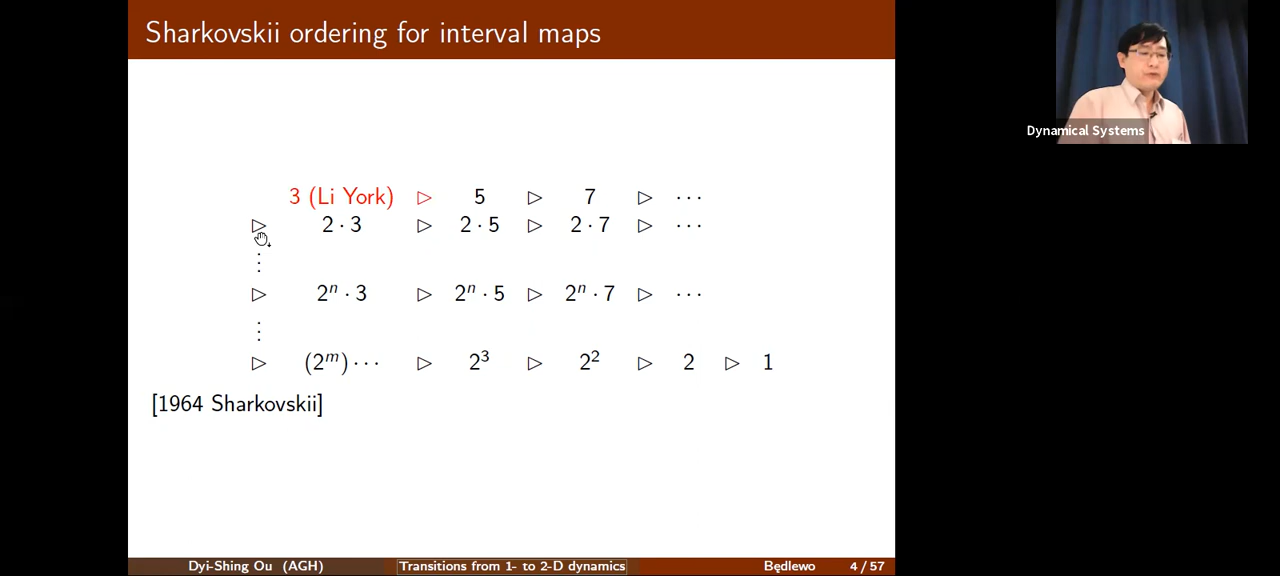 Sharkovskii ordering for interval maps
Dynamical Systems
3 (Li York) ▷ 5 ▷ 7 ▷ ⋯
▷ 2 · 3 ▷ 2 · 5 ▷ 2 · 7 ▷ ⋯
⋮
▷ 2ⁿ · 3 ▷ 2ⁿ · 5 ▷ 2ⁿ · 7 ▷ ⋯
⋮
▷ (2ᵐ) ⋯ ▷ 2³ ▷ 2² ▷ 2 ▷ 1
[1964 Sharkovskii]
Dyi-Shing Ou (AGH) Transitions from 1- to 2-D dynamics Będlewo 4 / 57